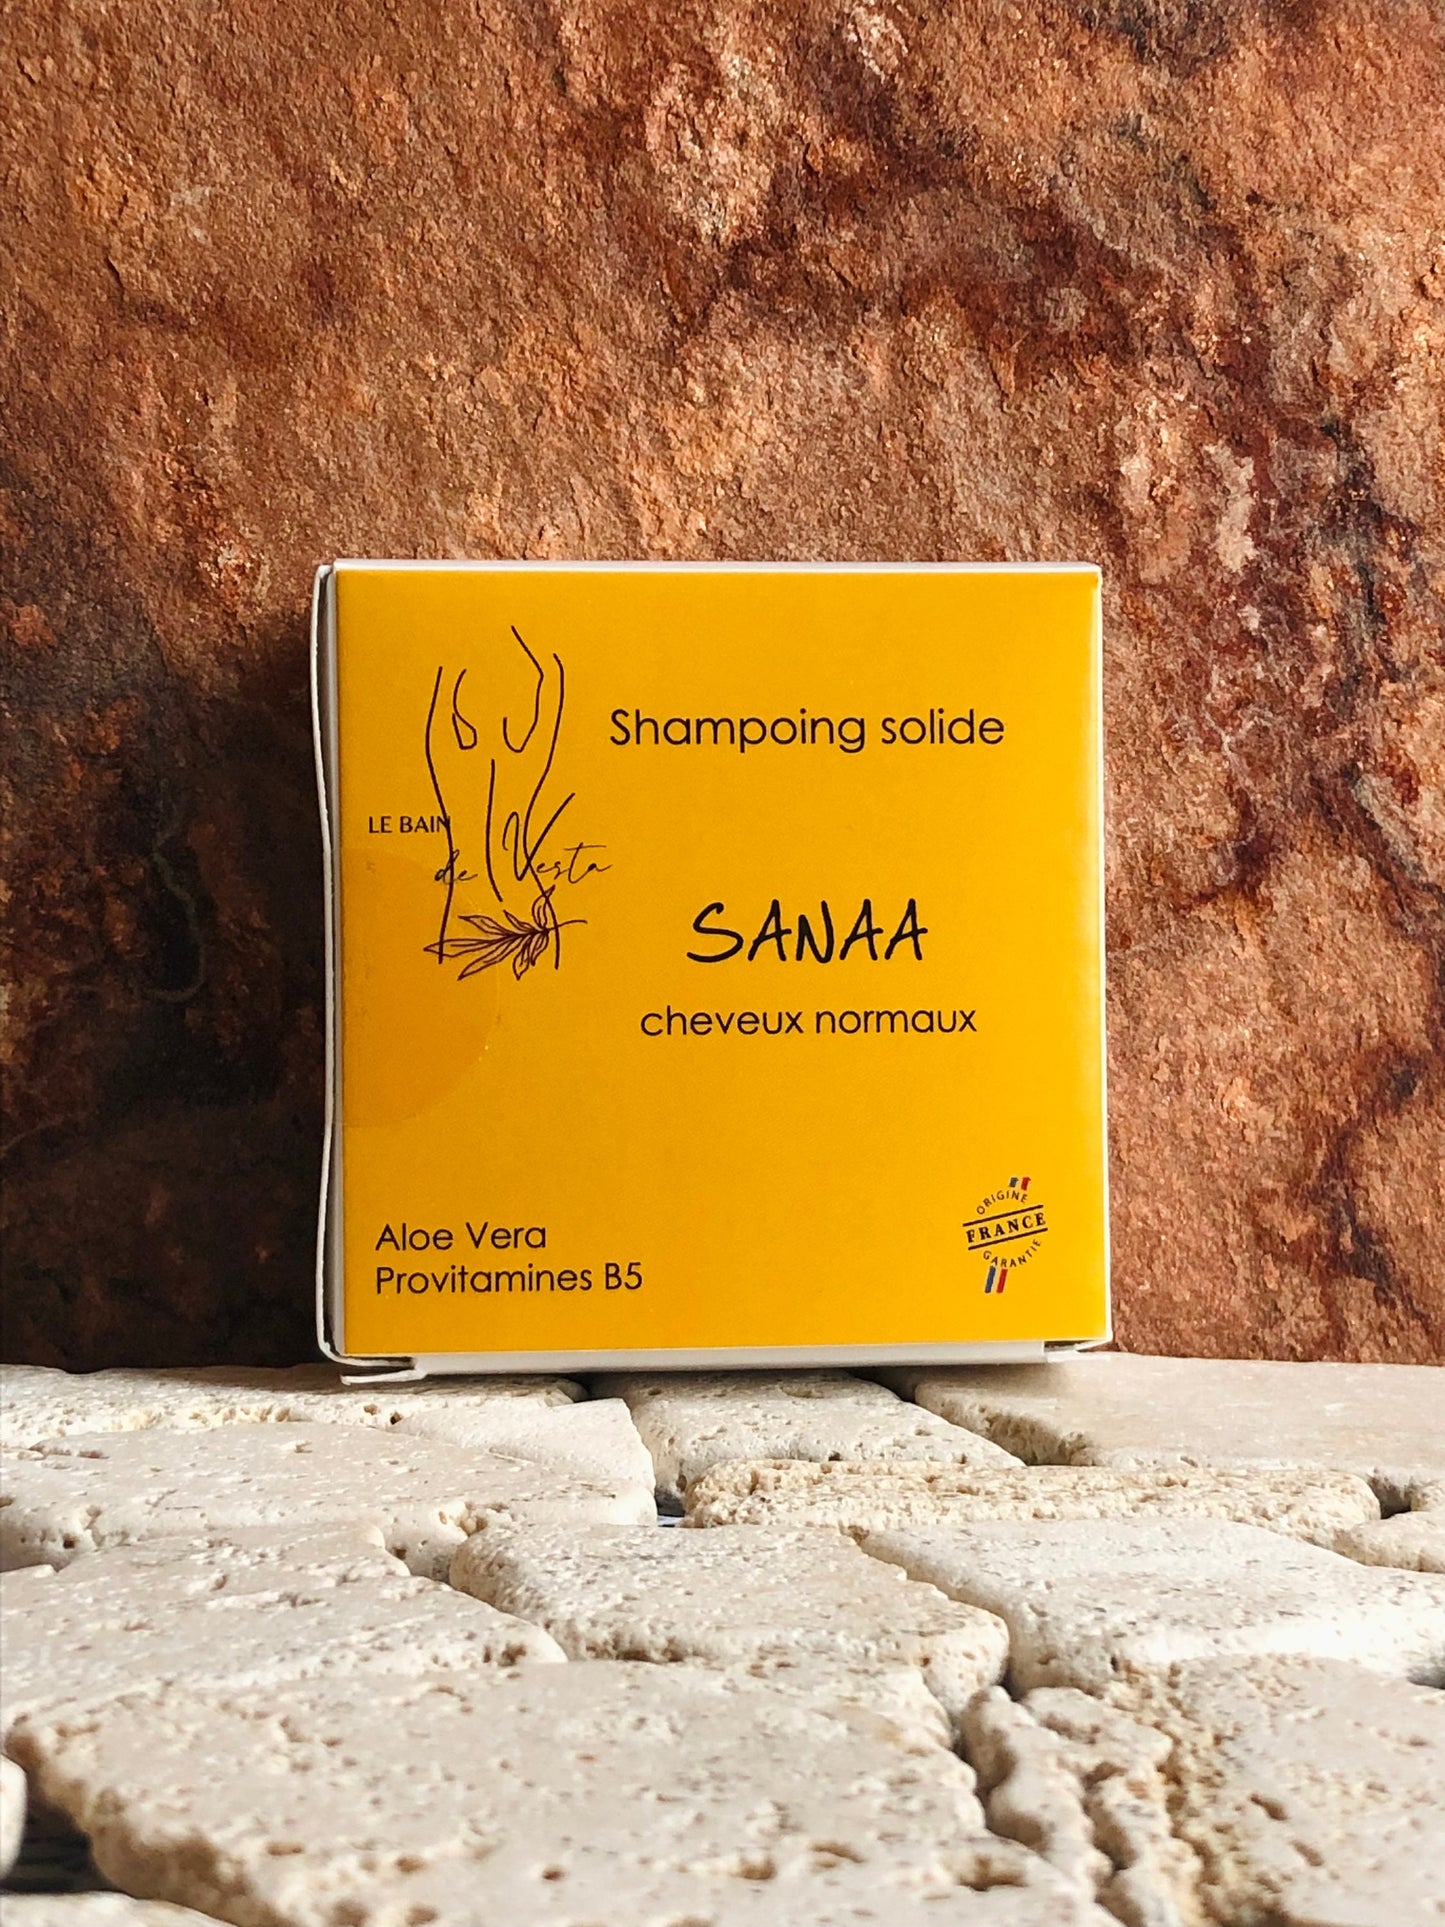 Shampoing solide
LE BAIN
de Vesta
SANAA
cheveux normaux
Aloe Vera
Provitamines B5
ORIGINE
FRANCE
GARANTIE